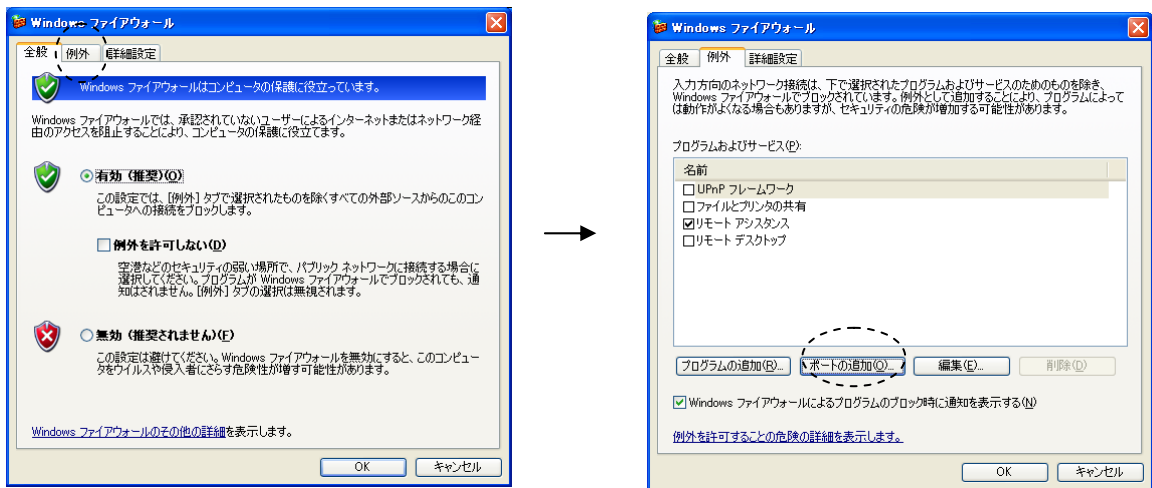 Windows ファイアウォール
全般
例外
詳細設定
Windows ファイアウォールはコンピュータの保護に役立っています。
Windows ファイアウォールでは、承認されていないユーザーによるインターネットまたはネットワーク経
由のアクセスを阻止することにより、コンピュータの保護に役立てます。
有効 (推奨)(O)
この設定では、[例外] タブで選択されたものを除くすべての外部ソースからのこのコン
ピュータへの接続をブロックします。
例外を許可しない(D)
空港などのセキュリティの弱い場所で、パブリック ネットワークに接続する場合に
選択してください。プログラムが Windows ファイアウォールでブロックされても、通
知はされません。[例外] タブの選択は無視されます。
無効 (推奨されません)(F)
この設定は避けてください。Windows ファイアウォールを無効にすると、このコンピュー
タをウイルスや侵入者にさらす危険性が増す可能性があります。
Windows ファイアウォールのその他の詳細を表示します。
OK
キャンセル
Windows ファイアウォール
全般
例外
詳細設定
入力方向のネットワーク接続は、下で選択されたプログラムおよびサービスのためのものを除き、
Windows ファイアウォールでブロックされています。例外として追加することにより、プログラムによって
は動作がよくなる場合もありますが、セキュリティの危険が増加する可能性があります。
プログラムおよびサービス(P):
名前
UPnP フレームワーク
ファイルとプリンタの共有
リモート アシスタンス
リモート デスクトップ
プログラムの追加(R)...
ポートの追加(O)...
編集(E)...
削除(D)
Windows ファイアウォールによるプログラムのブロック時に通知を表示する(N)
例外を許可することの危険の詳細を表示します。
OK
キャンセル